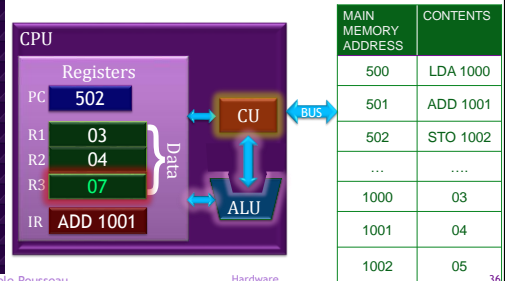 CPU
Registers
PC 502
R1 03
R2 04
R3 07
Data
IR ADD 1001
CU
ALU
BUS
MAIN MEMORY ADDRESS CONTENTS
500 LDA 1000
501 ADD 1001
502 STO 1002
… ….
1000 03
1001 04
1002 05
Hardware
36